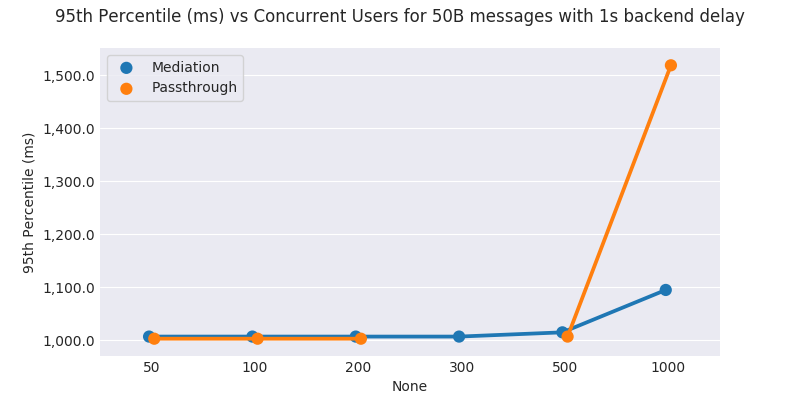 95th Percentile (ms) vs Concurrent Users for 50B messages with 1s backend delay
Mediation
Passthrough
1,500.0
1,400.0
1,300.0
1,200.0
1,100.0
1,000.0
95th Percentile (ms)
50 100 200 300 500 1000
None